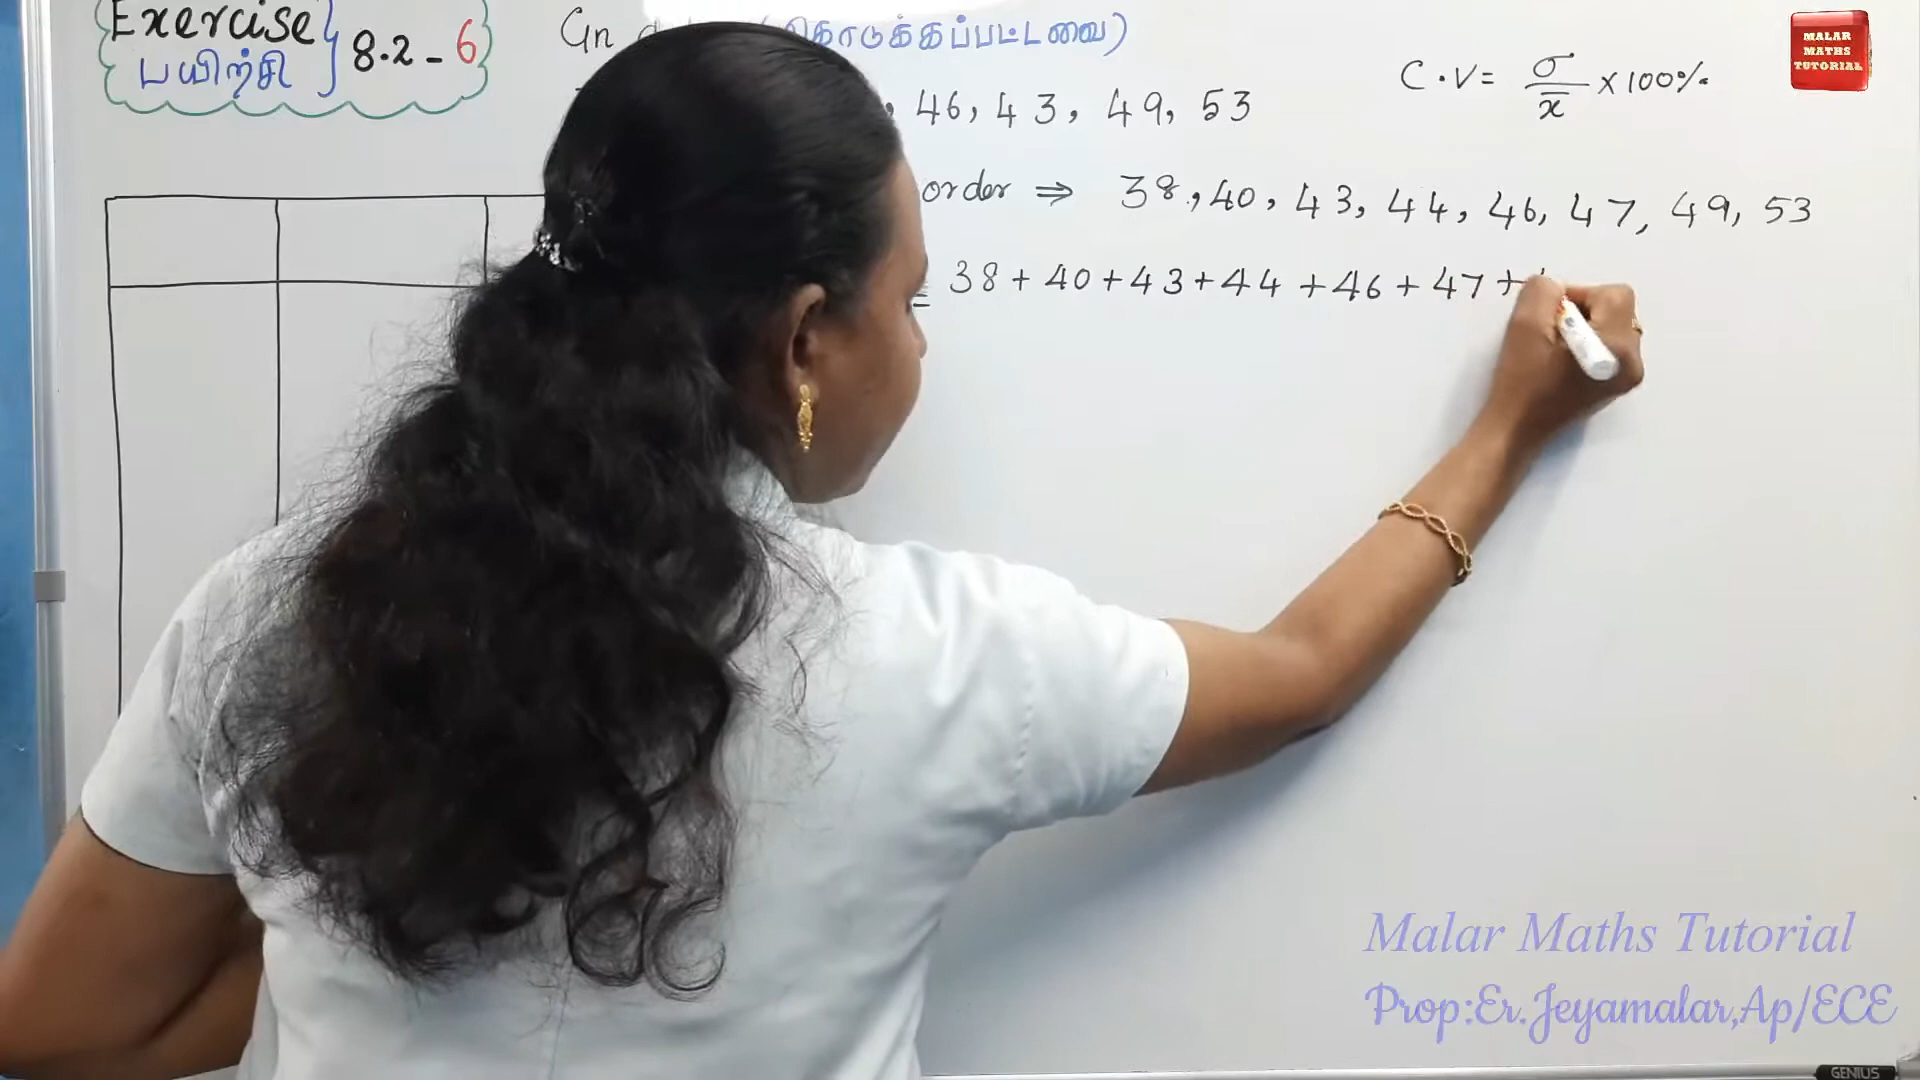 Exercise
பயிற்சி
8.2 - 6
Gn (கொடுக்கப்பட்டவை)
, 46, 43, 49, 53
C.V = σ/x̄ × 100%
MALAR
MATHS
TUTORIAL
order ⇒ 38, 40, 43, 44, 46, 47, 49, 53
= 38 + 40 + 43 + 44 + 46 + 47 +
Malar Maths Tutorial
Prop:Er.Jeyamalar,Ap/ECE
GENIUS